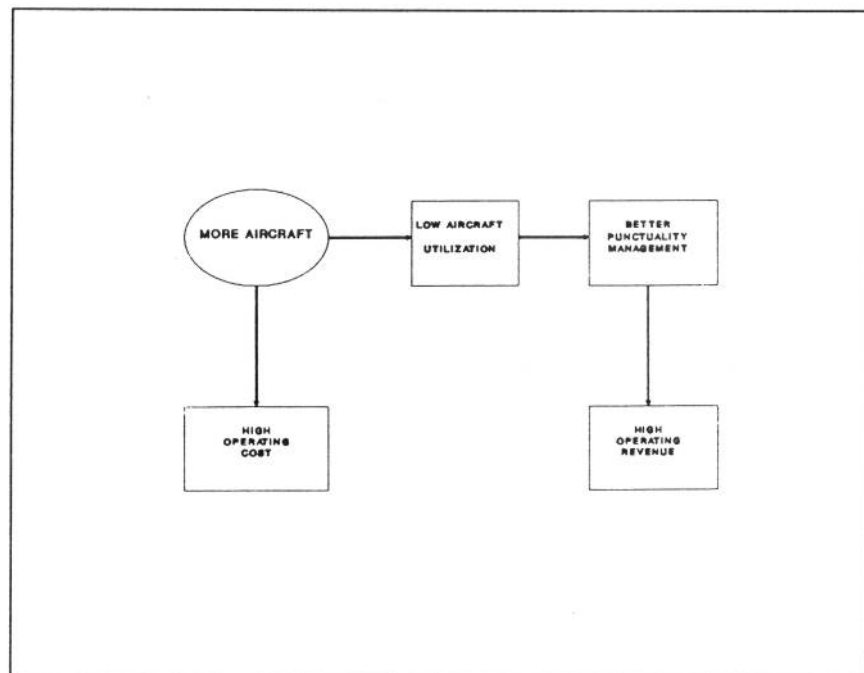 MORE AIRCRAFT
LOW AIRCRAFT
UTILIZATION
BETTER
PUNCTUALITY
MANAGEMENT
HIGH
OPERATING
COST
HIGH
OPERATING
REVENUE